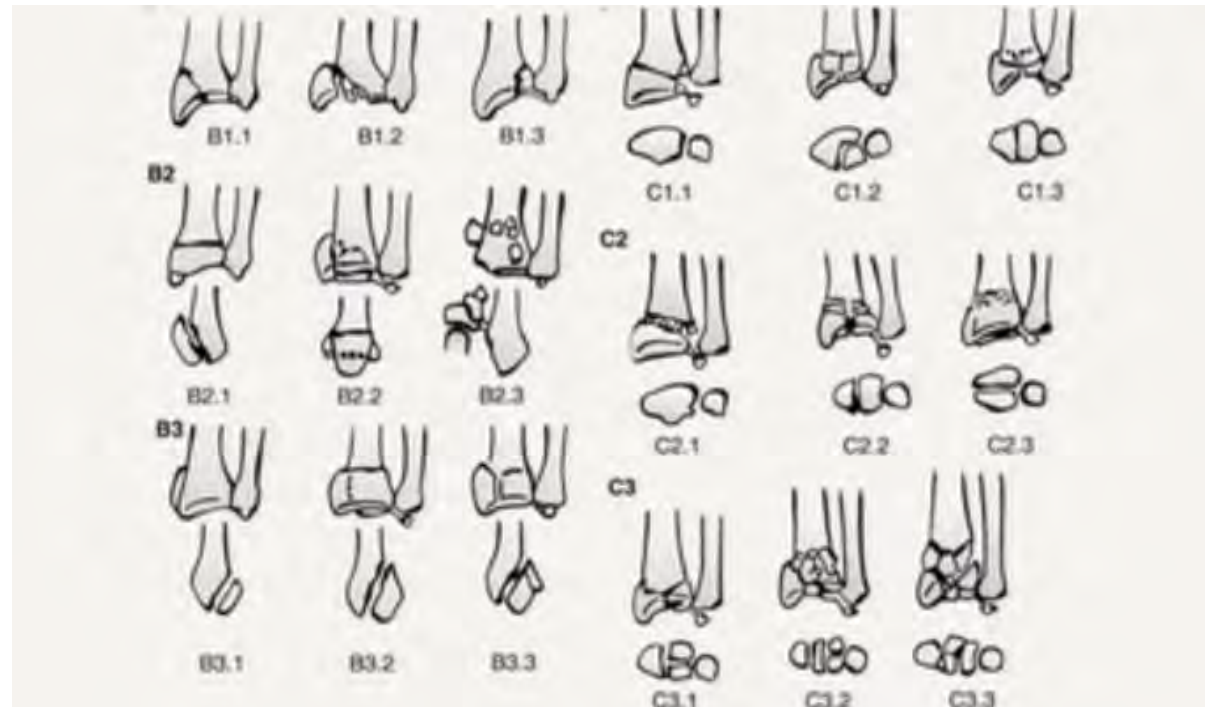 B1.1 B1.2 B1.3
B2
B2.1 B2.2 B2.3
B3
B3.1 B3.2 B3.3
C1.1 C1.2 C1.3
C2
C2.1 C2.2 C2.3
C3
C3.1 C3.2 C3.3